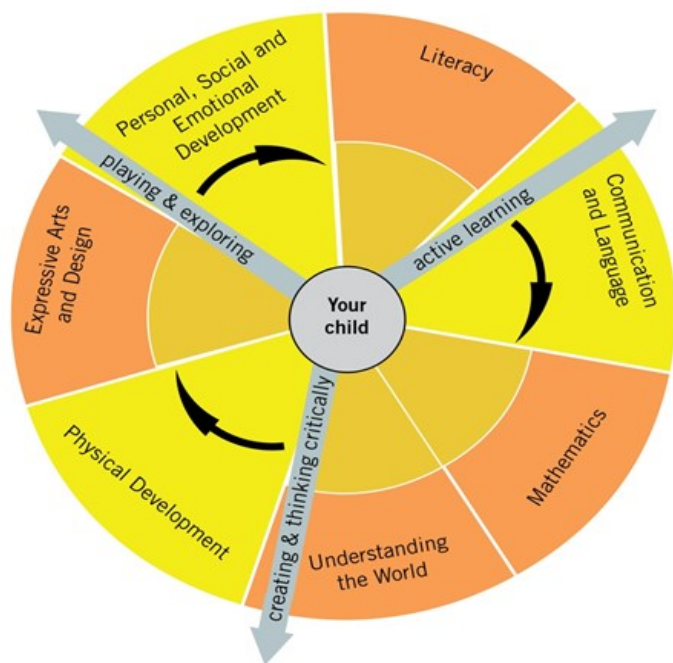 Personal, Social and
Emotional
Development
Literacy
Communication
and Language
Mathematics
Understanding
the World
Physical Development
Expressive Arts
and Design
playing & exploring
active learning
creating & thinking critically
Your
child